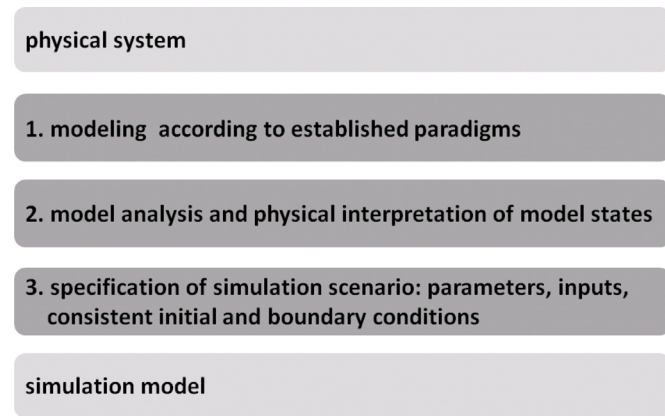 physical system
1. modeling according to established paradigms
2. model analysis and physical interpretation of model states
3. specification of simulation scenario: parameters, inputs,
consistent initial and boundary conditions
simulation model